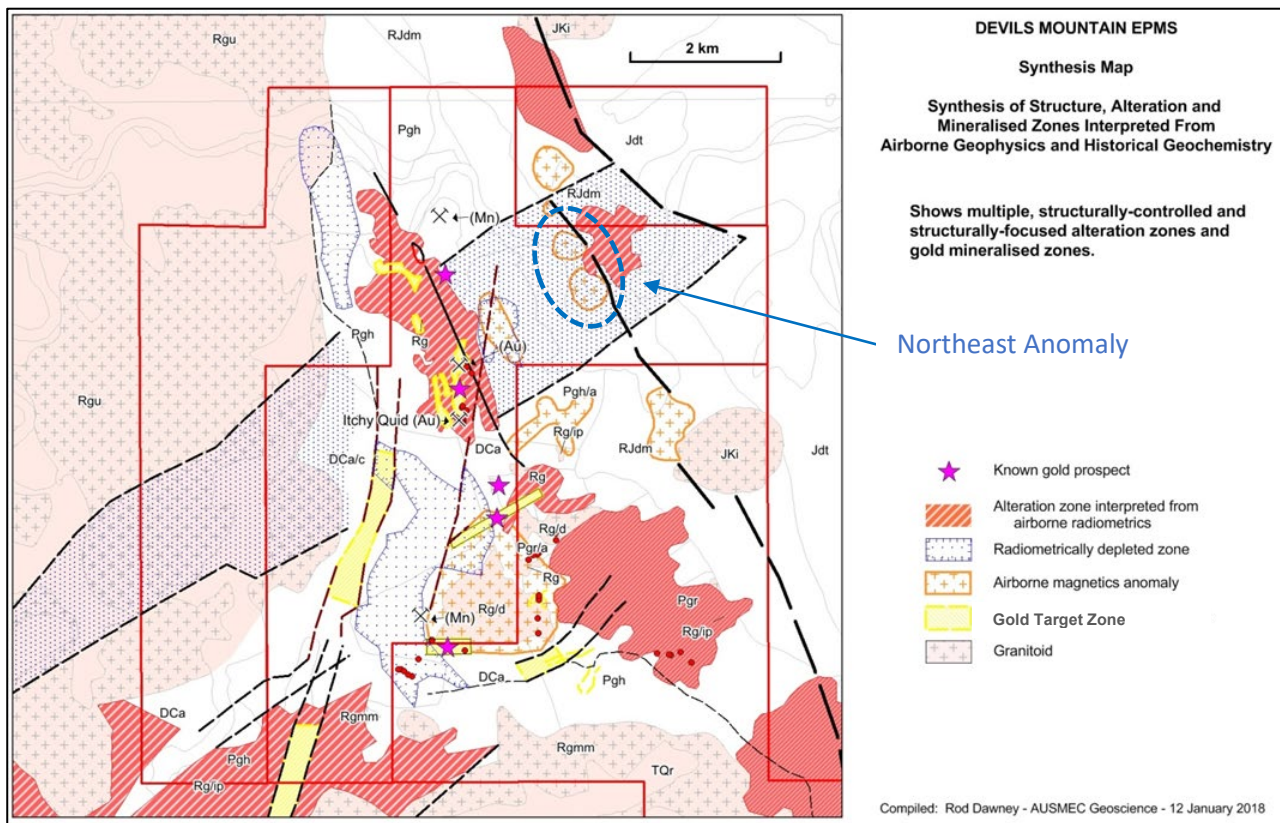 DEVILS MOUNTAIN EPMS
Synthesis Map
Synthesis of Structure, Alteration and
Mineralised Zones Interpreted From
Airborne Geophysics and Historical Geochemistry
Shows multiple, structurally-controlled and
structurally-focused alteration zones and
gold mineralised zones.
Northeast Anomaly
Known gold prospect
Alteration zone interpreted from
airborne radiometrics
Radiometrically depleted zone
Airborne magnetics anomaly
Gold Target Zone
Granitoid
Compiled: Rod Dawney - AUSMEC Geoscience - 12 January 2018
2 km
Rgu
RJdm
JKi
Pgh
Jdt
RJdm
(Mn)
Pgh
Rg
(Au)
Rgu
Pgh/a
Itchy Quid (Au)
Rg/ip
DCa
RJdm
JKi
Jdt
DCa/c
Rg
Rg/d
Pgr/a
Rg
Pgr
Rg/d
(Mn)
Rg/ip
DCa
Pgh
DCa
Rgmm
Pgh
Rg/ip
Rgmm
TQr